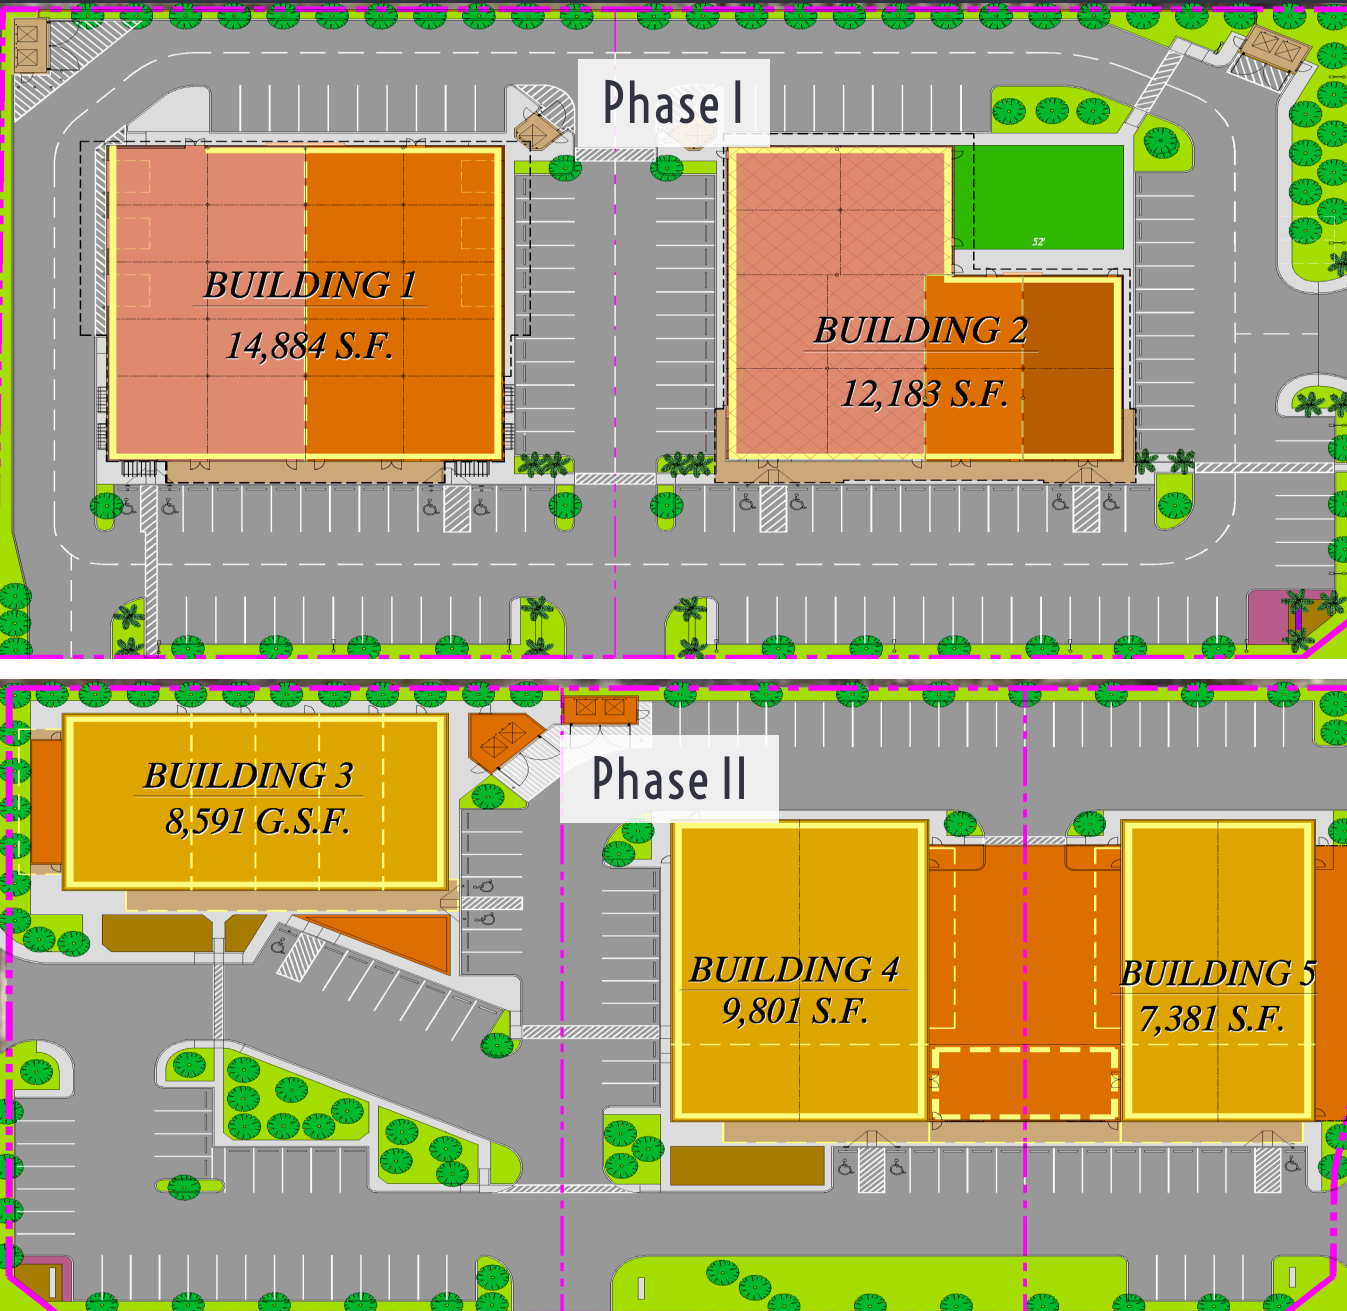 Phase I
BUILDING 1
14,884 S.F.
52'
BUILDING 2
12,183 S.F.
Phase II
BUILDING 3
8,591 G.S.F.
BUILDING 4
9,801 S.F.
BUILDING 5
7,381 S.F.